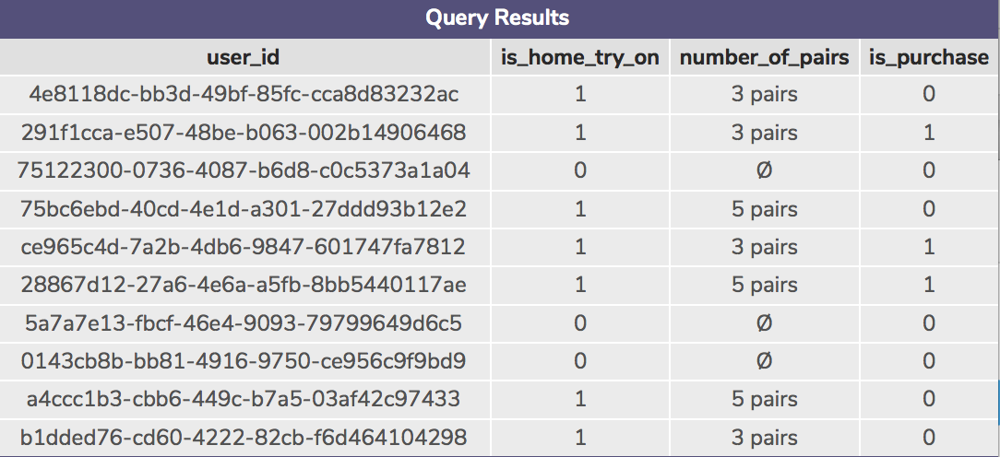 Query Results
user_id is_home_try_on number_of_pairs is_purchase
4e8118dc-bb3d-49bf-85fc-cca8d83232ac 1 3 pairs 0
291f1cca-e507-48be-b063-002b14906468 1 3 pairs 1
75122300-0736-4087-b6d8-c0c5373a1a04 0 Ø 0
75bc6ebd-40cd-4e1d-a301-27ddd93b12e2 1 5 pairs 0
ce965c4d-7a2b-4db6-9847-601747fa7812 1 3 pairs 1
28867d12-27a6-4e6a-a5fb-8bb5440117ae 1 5 pairs 1
5a7a7e13-fbcf-46e4-9093-79799649d6c5 0 Ø 0
0143cb8b-bb81-4916-9750-ce956c9f9bd9 0 Ø 0
a4ccc1b3-cbb6-449c-b7a5-03af42c97433 1 5 pairs 0
b1dded76-cd60-4222-82cb-f6d464104298 1 3 pairs 0